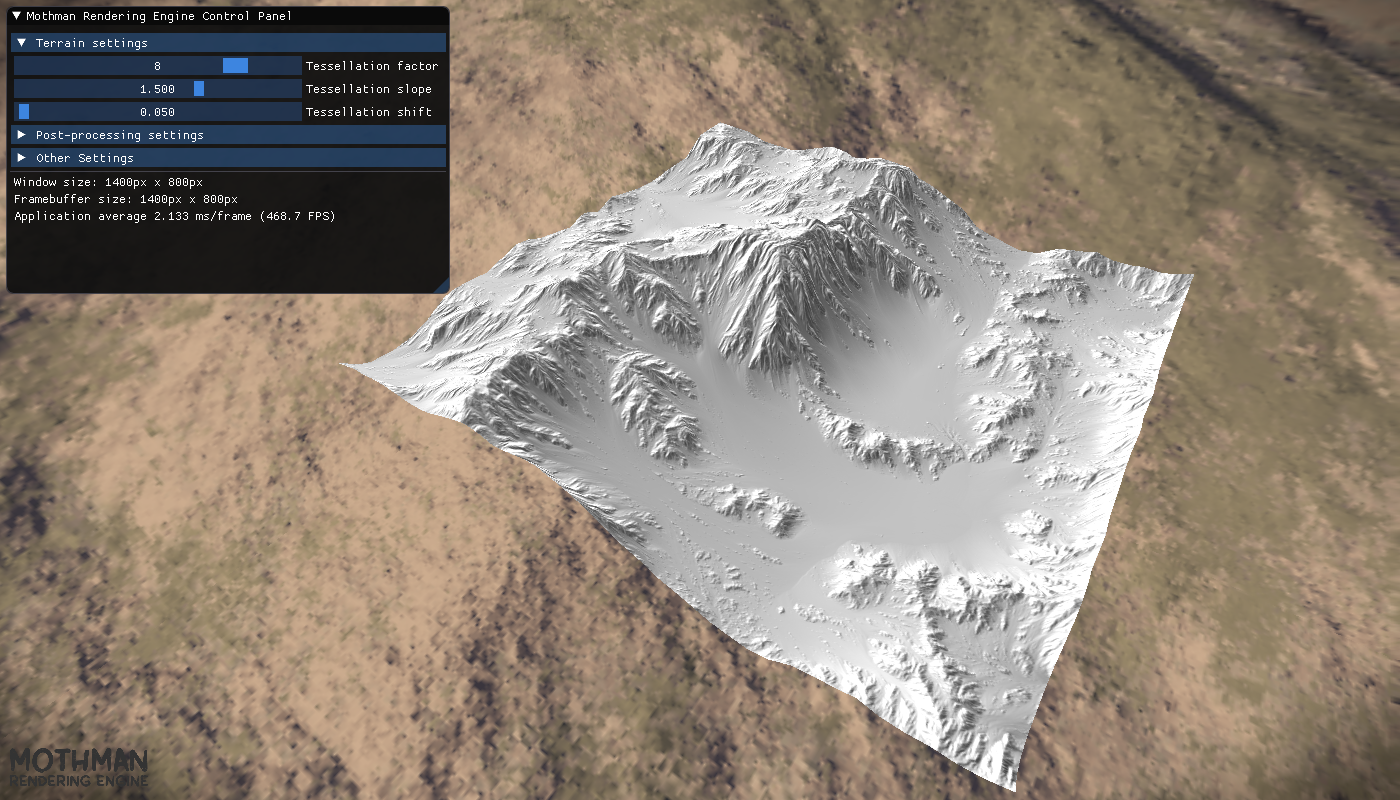 Mothman Rendering Engine Control Panel
Terrain settings
8 Tessellation factor
1.500 Tessellation slope
0.050 Tessellation shift
Post-processing settings
Other Settings
Window size: 1400px x 800px
Framebuffer size: 1400px x 800px
Application average 2.133 ms/frame (468.7 FPS)
MOTHMAN
RENDERING ENGINE